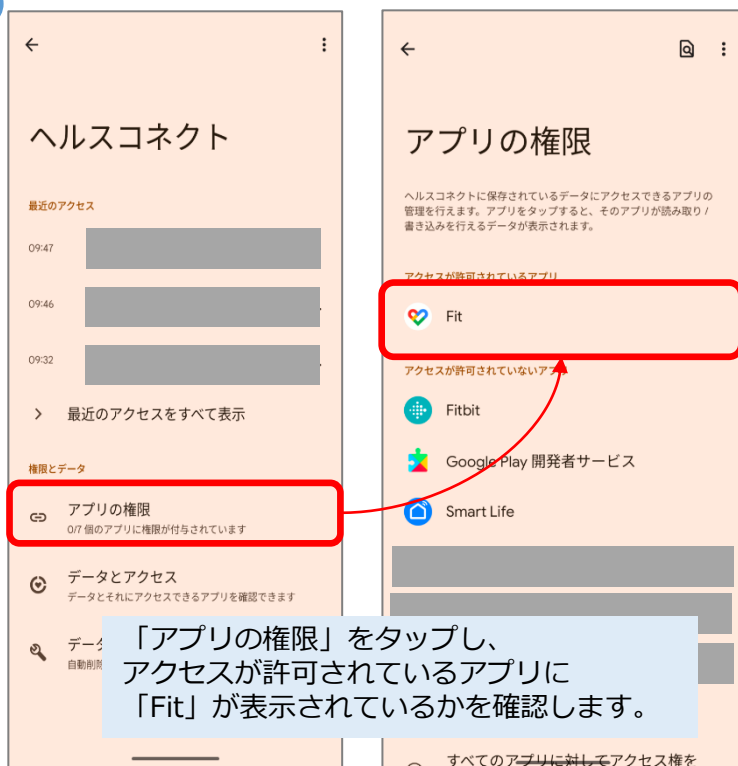 ヘルスコネクト
最近のアクセス
09:47
09:46
09:32
最近のアクセスをすべて表示
権限とデータ
アプリの権限
0/7 個のアプリに権限が付与されています
データとアクセス
データとそれにアクセスできるアプリを確認できます
データ
自動削除
アプリの権限
ヘルスコネクトに保存されているデータにアクセスできるアプリの
管理を行えます。アプリをタップすると、そのアプリが読み取り /
書き込みを行えるデータが表示されます。
アクセスが許可されているアプリ
Fit
アクセスが許可されていないアプリ
Fitbit
Google Play 開発者サービス
Smart Life
すべてのアプリに対してアクセス権を
「アプリの権限」をタップし、
アクセスが許可されているアプリに
「Fit」が表示されているかを確認します。